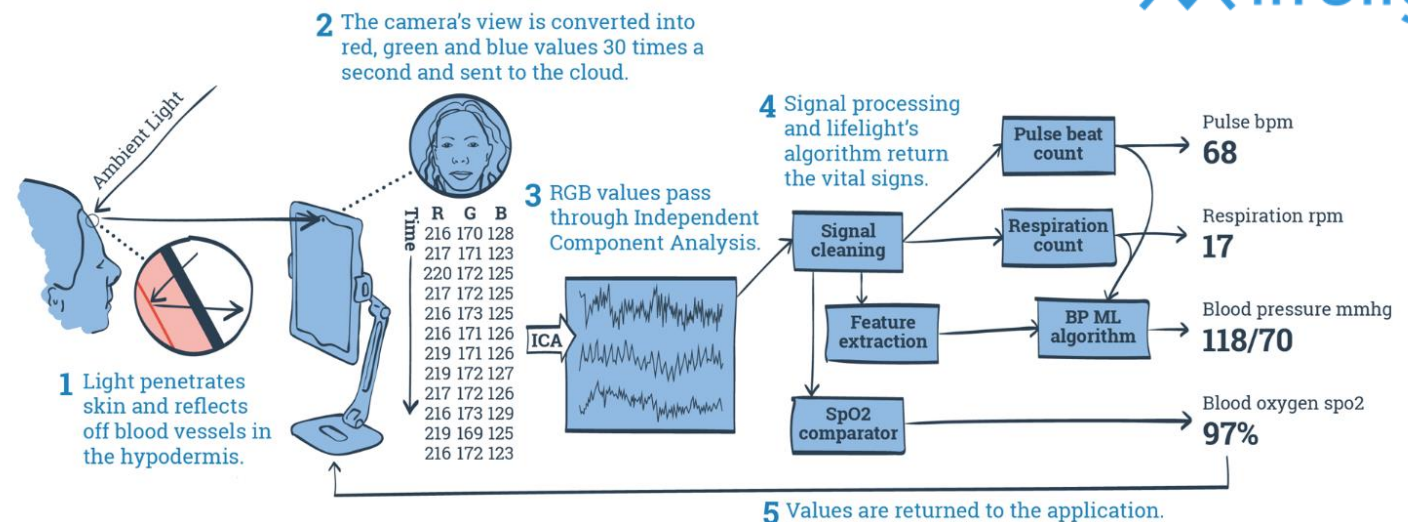 2 The camera's view is converted into
red, green and blue values 30 times a
second and sent to the cloud.
Ambient Light
1 Light penetrates
skin and reflects
off blood vessels in
the hypodermis.
Time
R G B
216 170 128
217 171 123
220 172 125
217 172 125
216 173 125
216 171 126
219 171 126
219 172 127
217 172 126
216 173 129
219 169 125
216 172 123
3 RGB values pass
through Independent
Component Analysis.
ICA
4 Signal processing
and lifelight's
algorithm return
the vital signs.
Signal
cleaning
Feature
extraction
SpO2
comparator
Pulse beat
count
Respiration
count
BP ML
algorithm
Pulse bpm
68
Respiration rpm
17
Blood pressure mmhg
118/70
Blood oxygen spo2
97%
5 Values are returned to the application.